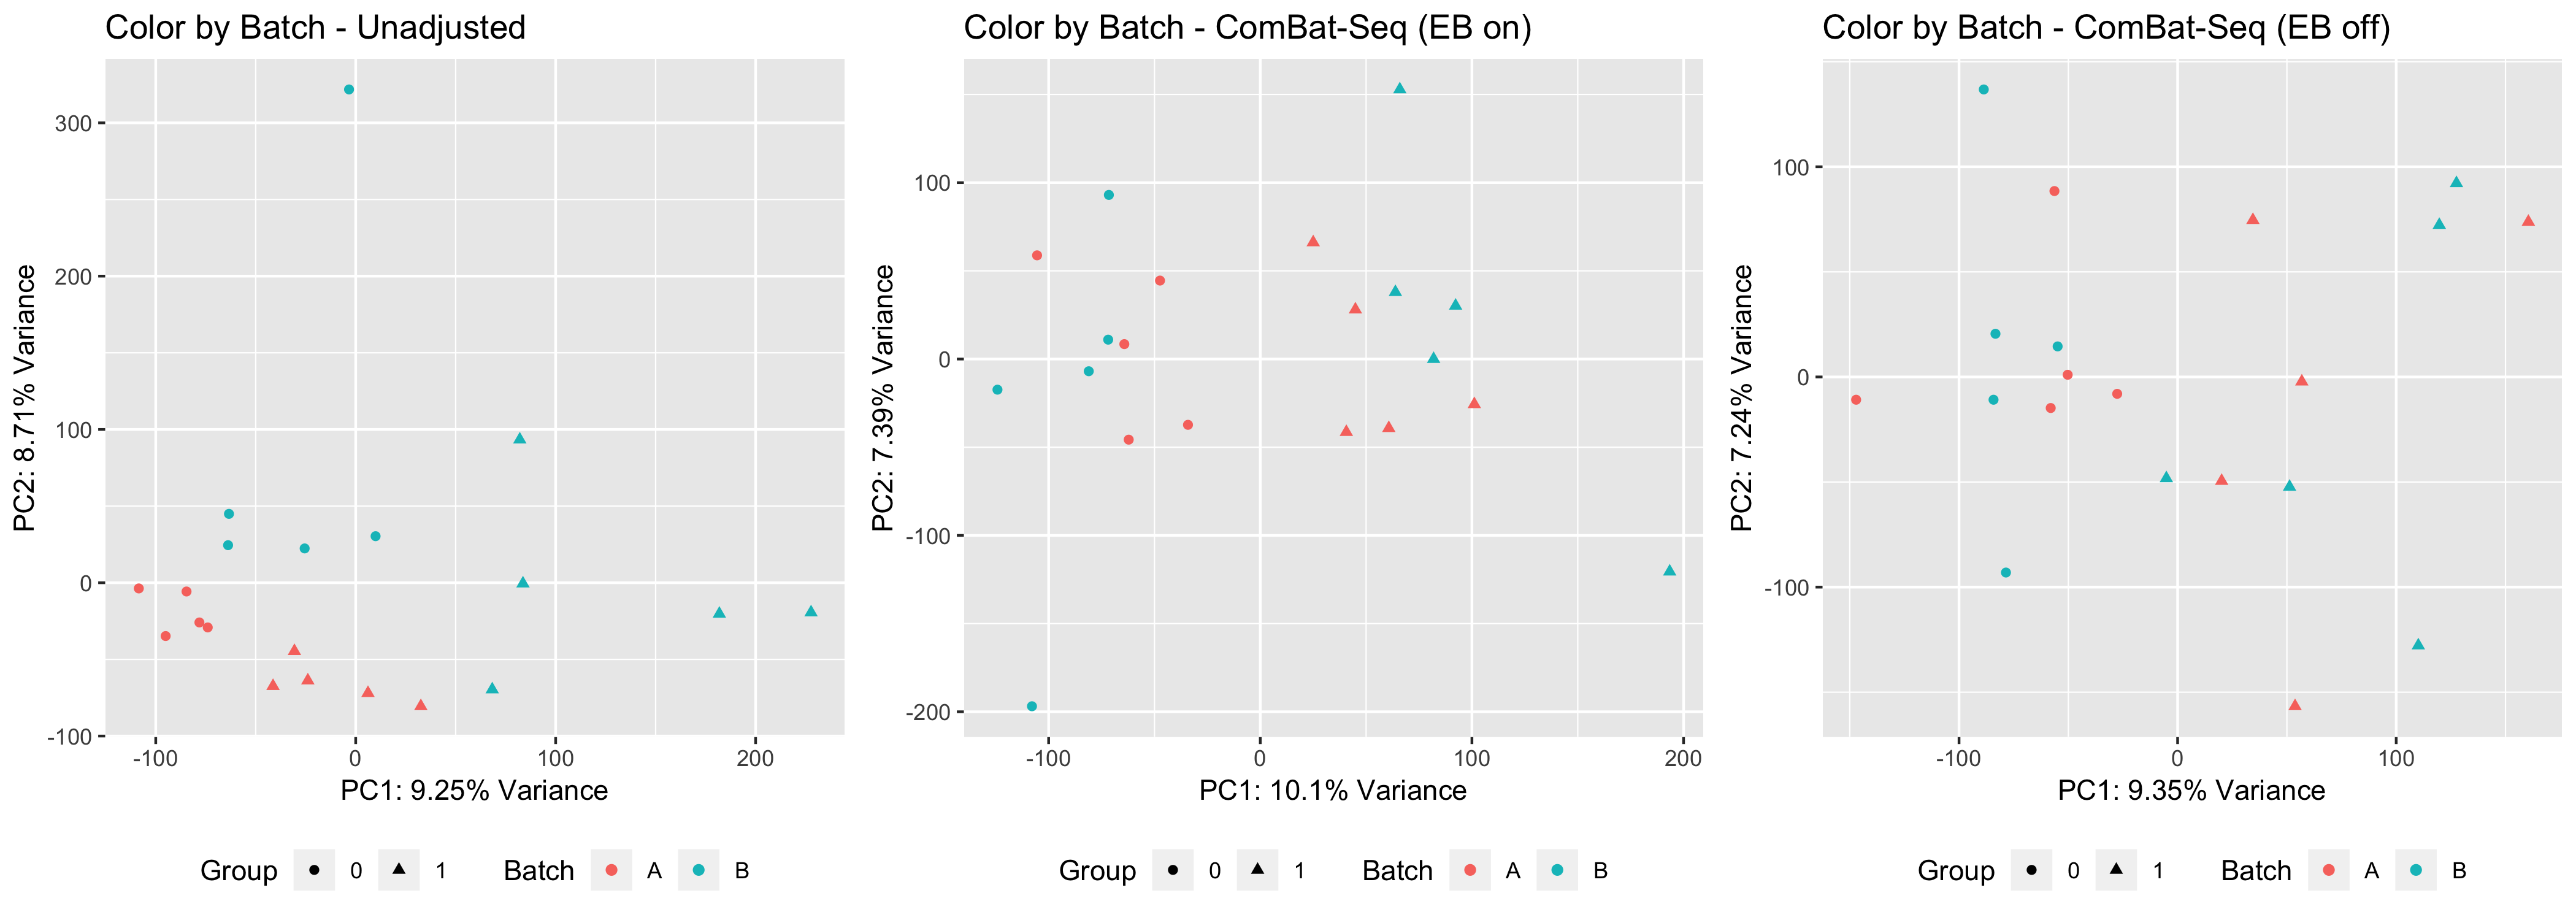 Color by Batch - Unadjusted
300
200
100
0
-100
PC2: 8.71% Variance
-100
0
100
200
PC1: 9.25% Variance
Group 0 1 Batch A B
Color by Batch - ComBat-Seq (EB on)
100
0
-100
-200
PC2: 7.39% Variance
-100
0
100
200
PC1: 10.1% Variance
Group 0 1 Batch A B
Color by Batch - ComBat-Seq (EB off)
100
0
-100
PC2: 7.24% Variance
-100
0
100
PC1: 9.35% Variance
Group 0 1 Batch A B